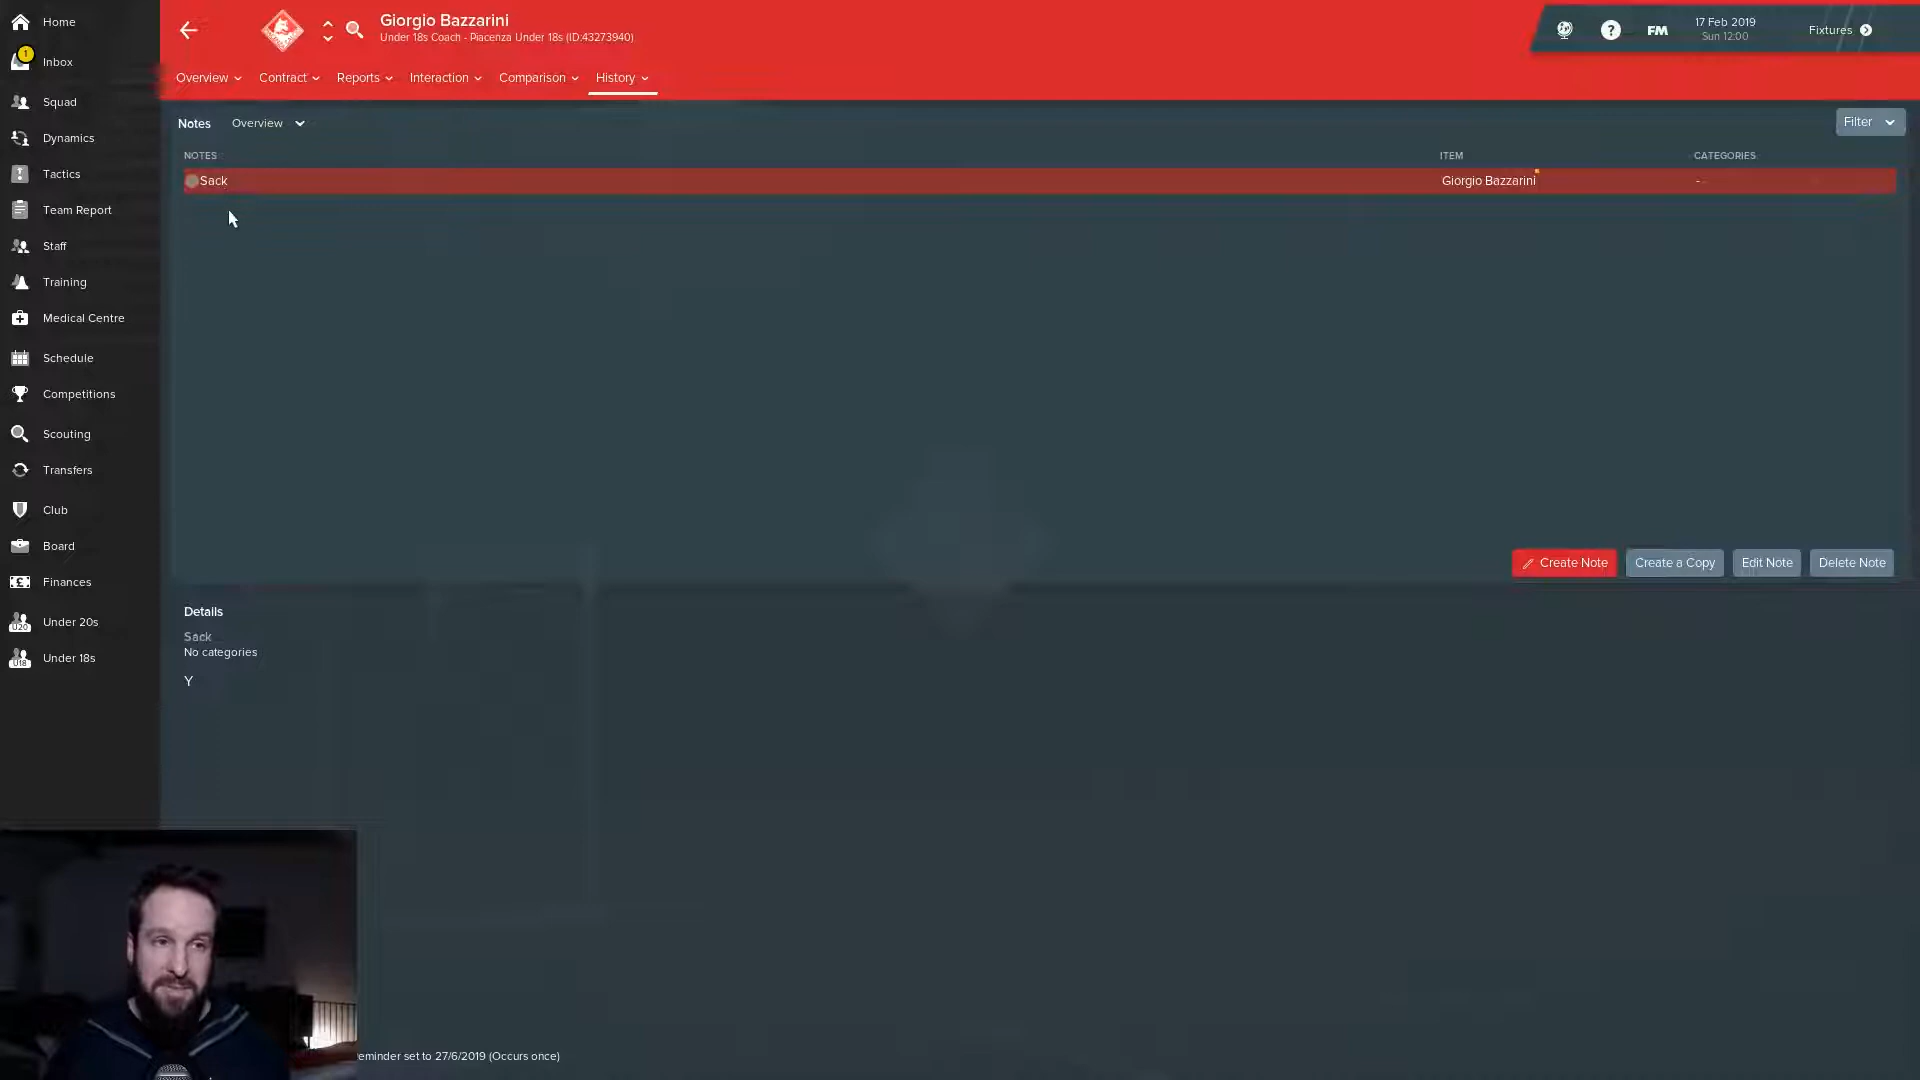 Home
1
Inbox
Squad
Dynamics
Tactics
Team Report
Staff
Training
Medical Centre
Schedule
Competitions
Scouting
Transfers
Club
Board
Finances
U20
Under 20s
U18
Under 18s
Giorgio Bazzarini
Under 18s Coach - Piacenza Under 18s (ID:43273940)
?
FM
17 Feb 2019
Sun 12:00
Fixtures
Overview
Contract
Reports
Interaction
Comparison
History
Notes Overview
Filter
NOTES ITEM CATEGORIES
Sack Giorgio Bazzarini -
Create Note
Create a Copy
Edit Note
Delete Note
Details
Sack
No categories
Y
eminder set to 27/6/2019 (Occurs once)